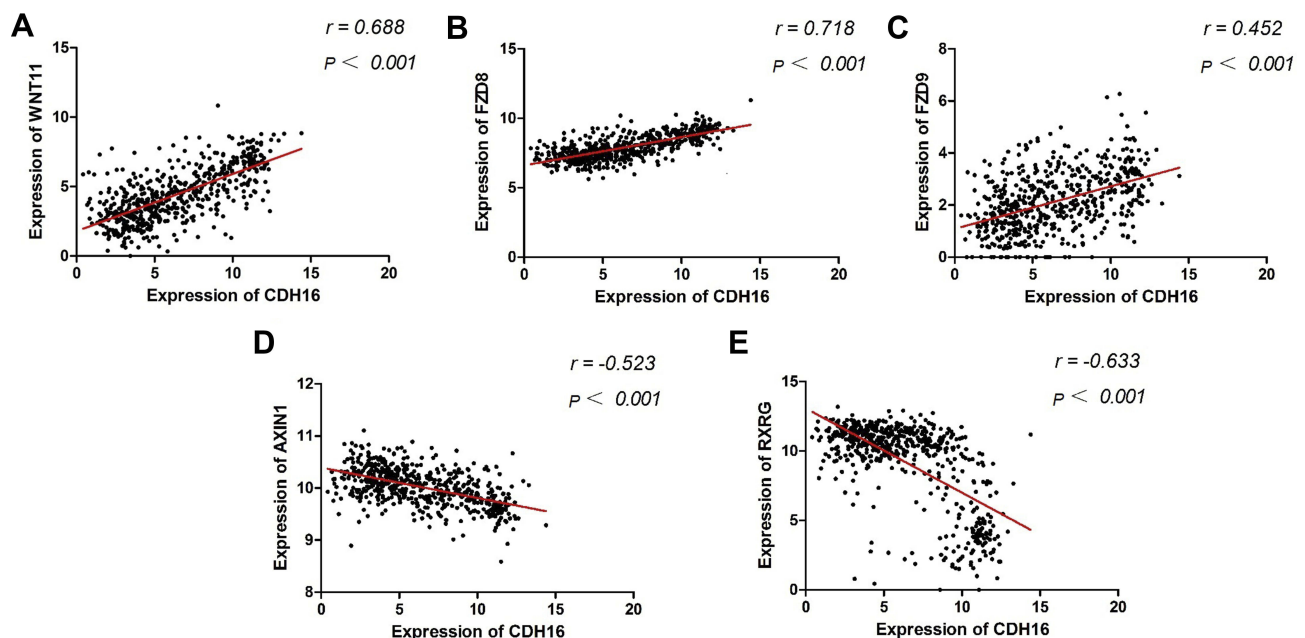 A
r = 0.688
P < 0.001
Expression of WNT11
15
10
5
0
0 5 10 15 20
Expression of CDH16
B
r = 0.718
P < 0.001
Expression of FZD8
15
10
5
0
0 5 10 15 20
Expression of CDH16
C
r = 0.452
P < 0.001
Expression of FZD9
8
6
4
2
0
0 5 10 15 20
Expression of CDH16
D
r = -0.523
P < 0.001
Expression of AXIN1
12
11
10
9
8
0 5 10 15 20
Expression of CDH16
E
r = -0.633
P < 0.001
Expression of RXRG
15
10
5
0
0 5 10 15 20
Expression of CDH16